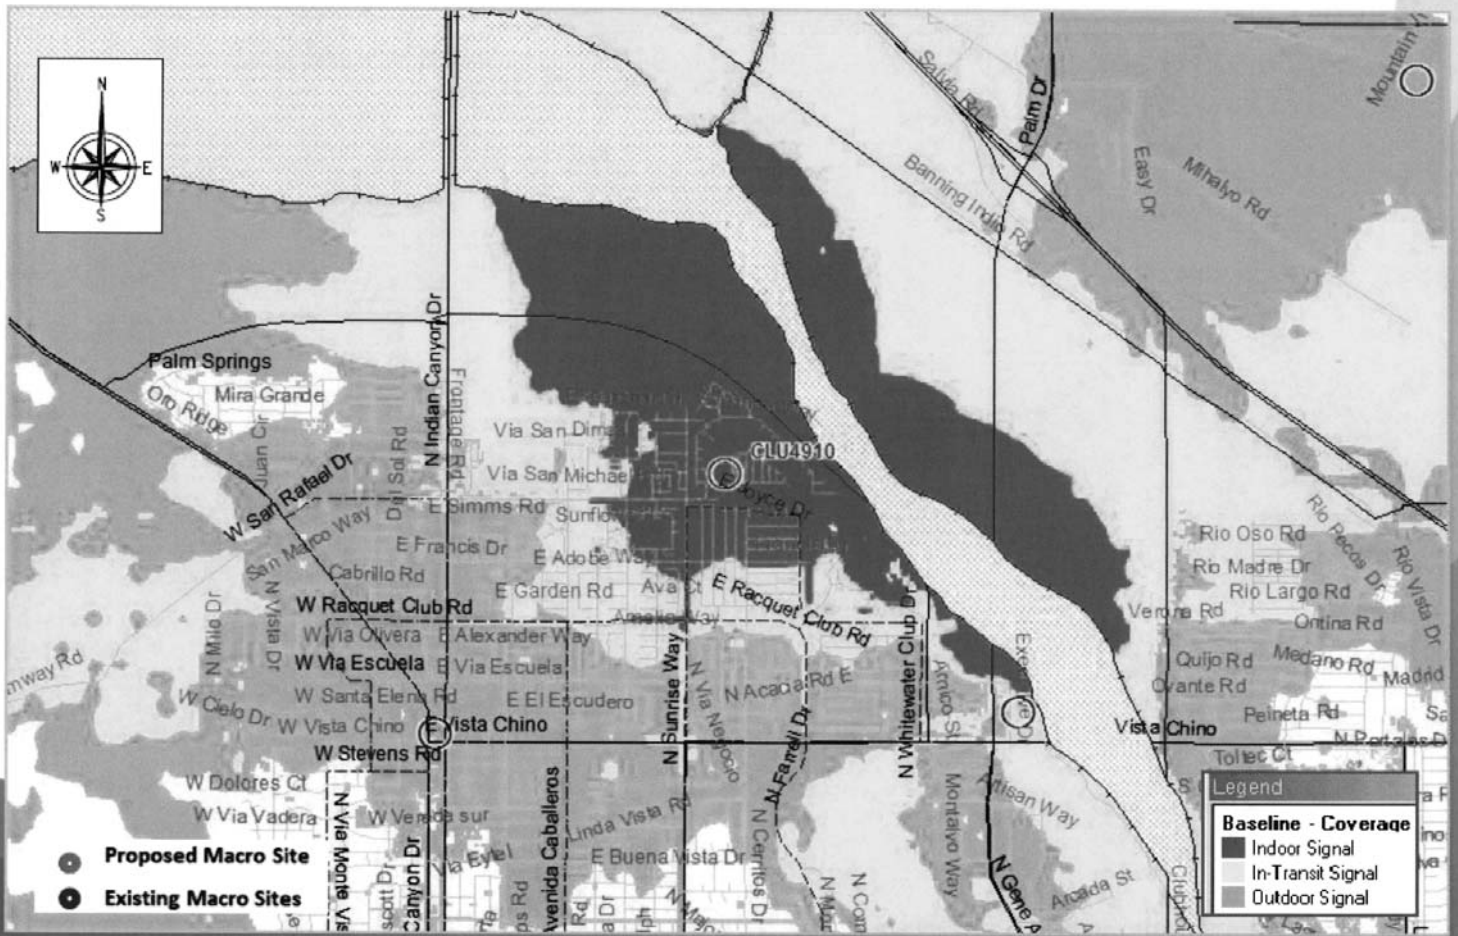 N
W
E
S
Salvia Rd
Palm Dr
Mountain
Banning Indio Rd
Easy Dr
Mihalyo Rd
Palm Springs
Oro Ridge
Mira Grande
N Indian Canyon Dr
Frontage Rd
Juan Cir
Del Sol Rd
Via San Dima
Via San Michae
CLU4910
E Joyce Dr
W San Rafael Dr
San Marco Way
E Simms Rd
Sunflo
E Francis Dr
E Adobe Way
Cabrillo Rd
E Garden Rd
Ava Ct
E Racquet Club Rd
Amelia Way
W Racquet Club Rd
N Milo Dr
N Vista Dr
W Via Olivera
E Alexander Way
W Via Escuela
E Via Escuela
W Santa Elena Rd
E El Escudero
W Cielo Dr
W Vista Chino
E Vista Chino
W Stevens Rd
N Sunrise Way
N Via Negocio
N Acacia Rd E
N Farrell Dr
N Whitewater Club Dr
Amico St
Executive Dr
Rio Oso Rd
Rio Madre Dr
Rio Largo Rd
Rio Pecos Dr
Rio Vista Dr
Verona Rd
Ontina Rd
Quijo Rd
Medano Rd
Madrid
Ovante Rd
Peineta Rd
Vista Chino
N Portales D
Toltec Ct
W Dolores Ct
W Via Vadera
N Via Monte Vis
W Vereda sur
Via Eytel
Canyon Dr
Avenida Caballeros
Linda Vista Rd
E Buena Vista Dr
N Cerritos Dr
Montalvo Way
Artisan Way
Arcada St
N Gene A
Proposed Macro Site
Existing Macro Sites
Legend
Baseline - Coverage
Indoor Signal
In-Transit Signal
Outdoor Signal